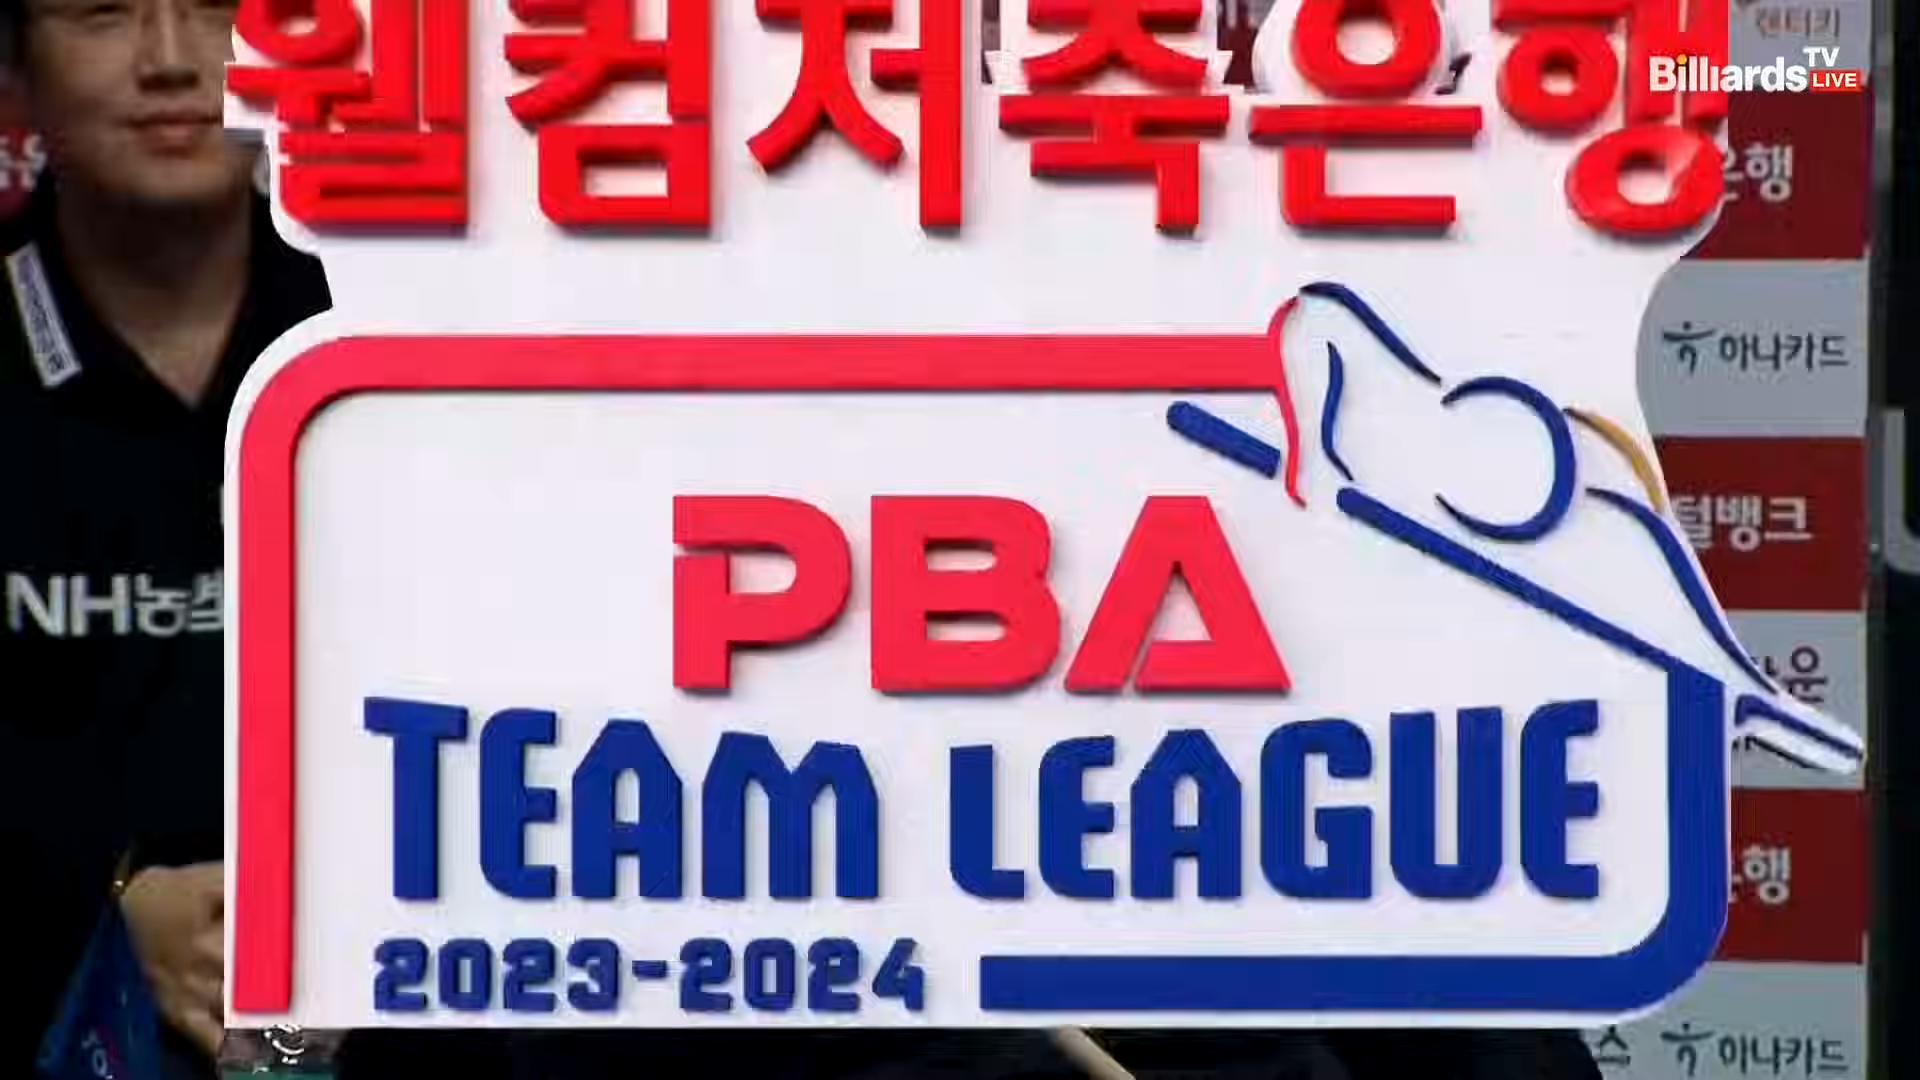 웰컴저축은행
Billiards TV
LIVE
은행
하나카드
털뱅크
NH농
PBA
TEAM LEAGUE
은행
2023-2024
스
하나카드